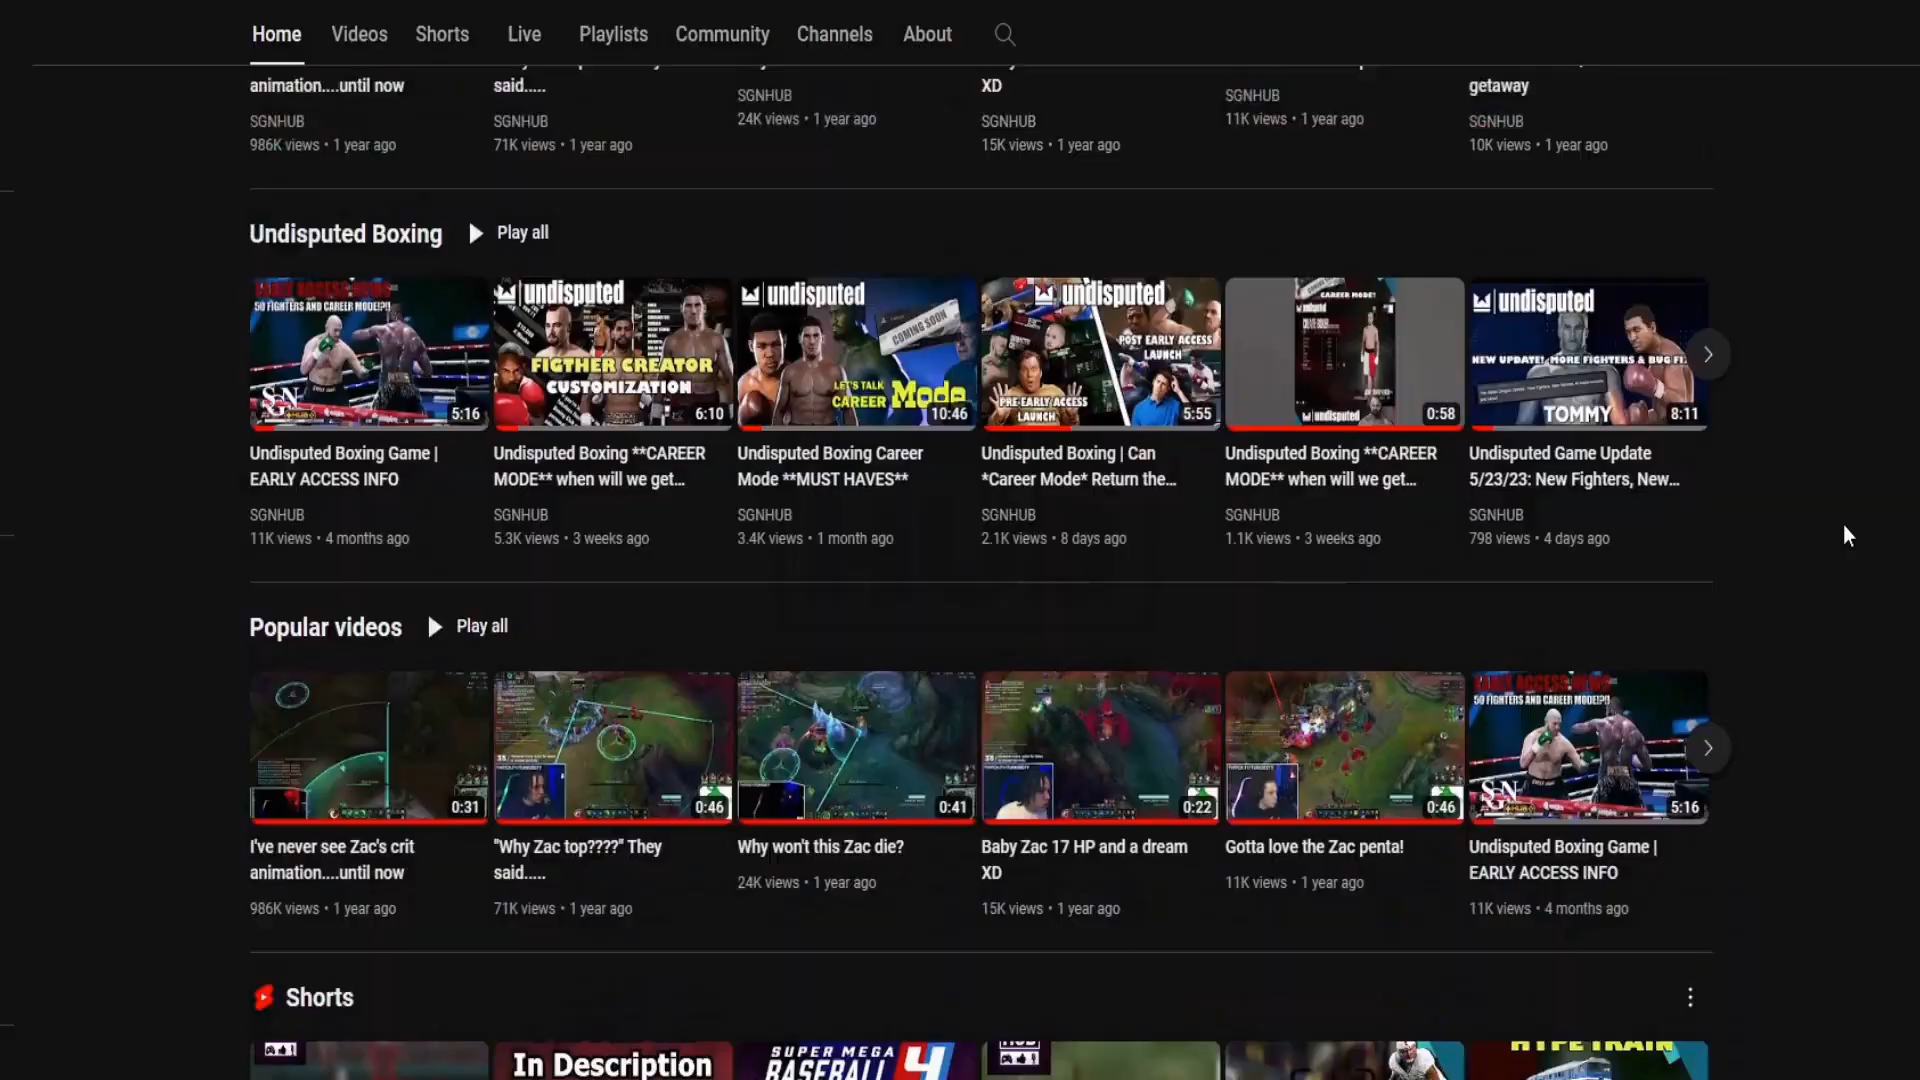 Home Videos Shorts Live Playlists Community Channels About
animation....until now
said.....
XD
getaway
SGNHUB
986K views • 1 year ago
SGNHUB
71K views • 1 year ago
SGNHUB
24K views • 1 year ago
SGNHUB
15K views • 1 year ago
SGNHUB
11K views • 1 year ago
SGNHUB
10K views • 1 year ago
Undisputed Boxing Play all
50 FIGHTERS AND CAREER MODE!?!
SGN
HUB
5:16
undisputed
FIGTHER CREATOR
CUSTOMIZATION
6:10
undisputed
COMING SOON
LET'S TALK
CAREER Mode
10:46
undisputed
POST EARLY ACCESS
LAUNCH
PRE-EARLY ACCESS
LAUNCH
5:55
CAREER MODE!
undisputed
0:58
undisputed
NEW UPDATE! MORE FIGHTERS & BUG FI
TOMMY
8:11
Undisputed Boxing Game |
EARLY ACCESS INFO
SGNHUB
11K views • 4 months ago
Undisputed Boxing **CAREER
MODE** when will we get...
SGNHUB
5.3K views • 3 weeks ago
Undisputed Boxing Career
Mode **MUST HAVES**
SGNHUB
3.4K views • 1 month ago
Undisputed Boxing | Can
*Career Mode* Return the...
SGNHUB
2.1K views • 8 days ago
Undisputed Boxing **CAREER
MODE** when will we get...
SGNHUB
1.1K views • 3 weeks ago
Undisputed Game Update
5/23/23: New Fighters, New...
SGNHUB
798 views • 4 days ago
Popular videos Play all
0:31
0:46
0:41
0:22
0:46
EARLY ACCESS NEWS
50 FIGHTERS AND CAREER MODE!?!
SGN
HUB
5:16
I've never see Zac's crit
animation....until now
986K views • 1 year ago
"Why Zac top????" They
said.....
71K views • 1 year ago
Why won't this Zac die?
24K views • 1 year ago
Baby Zac 17 HP and a dream
XD
15K views • 1 year ago
Gotta love the Zac penta!
11K views • 1 year ago
Undisputed Boxing Game |
EARLY ACCESS INFO
11K views • 4 months ago
Shorts
In Description
SUPER MEGA
BASEBALL 4
HYPE TRAIN